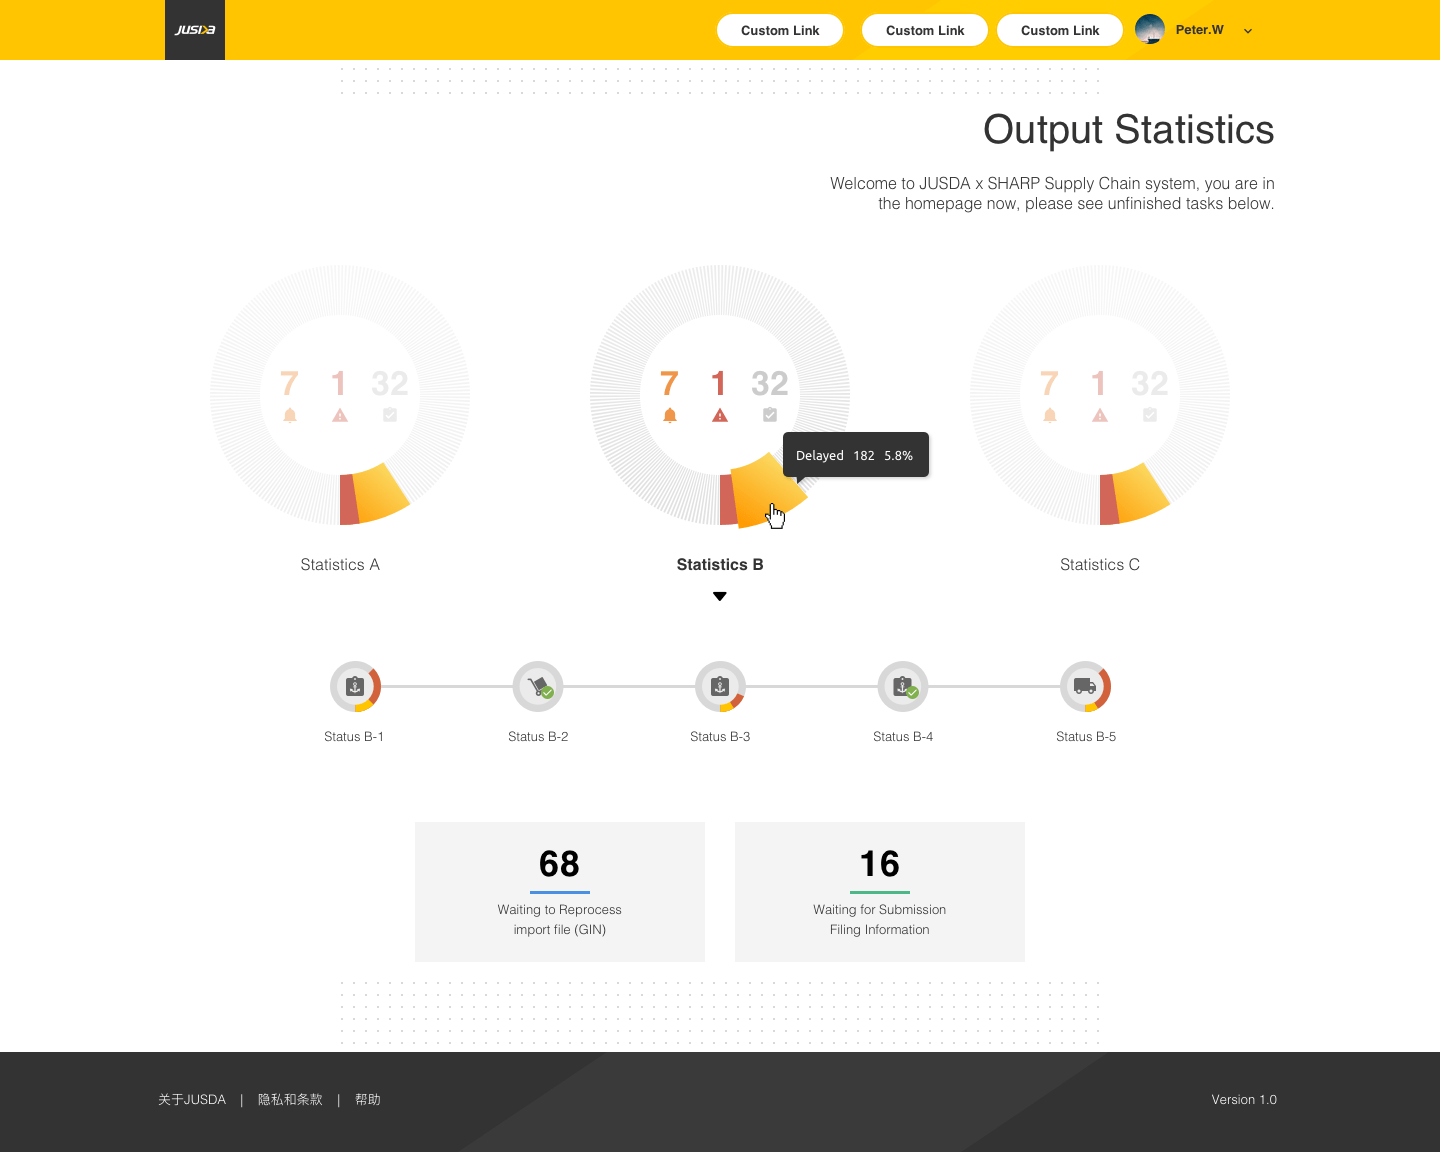 JUSDA
Custom Link
Custom Link
Custom Link
Peter.W
Output Statistics
Welcome to JUSDA x SHARP Supply Chain system, you are in
the homepage now, please see unfinished tasks below.
7 1 32
7 1 32
7 1 32
Delayed 182 5.8%
Statistics A
Statistics B
Statistics C
Status B-1
Status B-2
Status B-3
Status B-4
Status B-5
68
Waiting to Reprocess
import file (GIN)
16
Waiting for Submission
Filing Information
关于JUSDA | 隐私和条款 | 帮助
Version 1.0